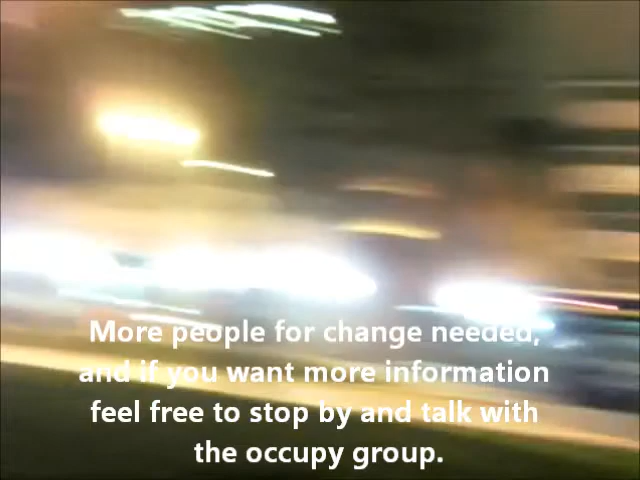 More people for change needed,
and if you want more information
feel free to stop by and talk with
the occupy group.